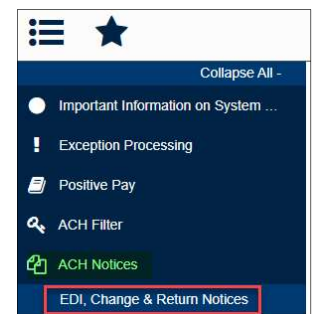 Collapse All -
Important Information on System ...
Exception Processing
Positive Pay
ACH Filter
ACH Notices
EDI, Change & Return Notices